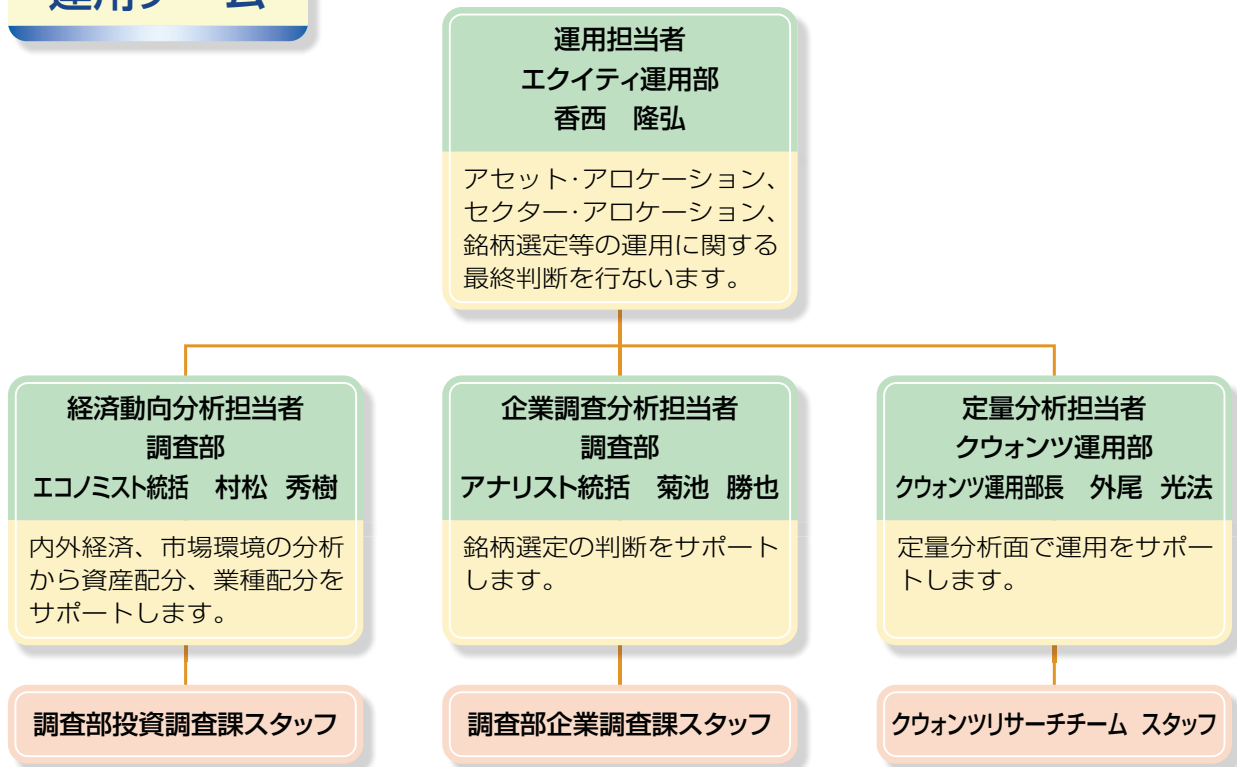 運用チーム
運用担当者
エクイティ運用部
香西 隆弘
アセット・アロケーション、
セクター・アロケーション、
銘柄選定等の運用に関する
最終判断を行ないます。
経済動向分析担当者
調査部
エコノミスト統括 村松 秀樹
内外経済、市場環境の分析
から資産配分、業種配分を
サポートします。
調査部投資調査課スタッフ
企業調査分析担当者
調査部
アナリスト統括 菊池 勝也
銘柄選定の判断をサポート
します。
調査部企業調査課スタッフ
定量分析担当者
クウォンツ運用部
クウォンツ運用部長 外尾 光法
定量分析面で運用をサポー
トします。
クウォンツリサーチチーム スタッフ